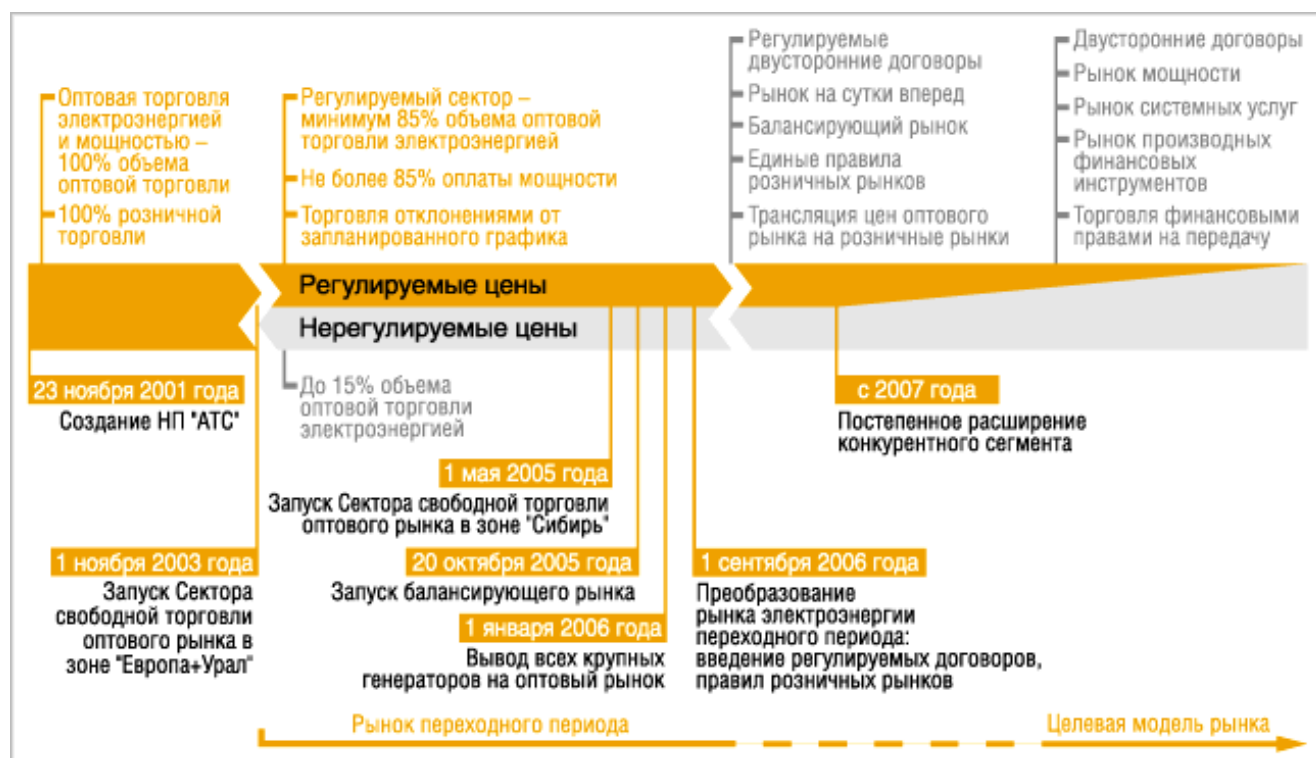 Оптовая торговля
электроэнергией
и мощностью –
100% объема
оптовой торговли
100% розничной
торговли
Регулируемый сектор –
минимум 85% объема оптовой
торговли электроэнергией
Не более 85% оплаты мощности
Торговля отклонениями от
запланированного графика
Регулируемые
двусторонние договоры
Рынок на сутки вперед
Балансирующий рынок
Единые правила
розничных рынков
Трансляция цен оптового
рынка на розничные рынки
Двусторонние договоры
Рынок мощности
Рынок системных услуг
Рынок производных
финансовых
инструментов
Торговля финансовыми
правами на передачу
Регулируемые цены
Нерегулируемые цены
До 15% объема
оптовой торговли
электроэнергией
23 ноября 2001 года
Создание НП "АТС"
1 ноября 2003 года
Запуск Сектора
свободной торговли
оптового рынка в
зоне "Европа+Урал"
1 мая 2005 года
Запуск Сектора свободной торговли
оптового рынка в зоне "Сибирь"
20 октября 2005 года
Запуск балансирующего рынка
1 января 2006 года
Вывод всех крупных
генераторов на оптовый рынок
1 сентября 2006 года
Преобразование
рынка электроэнергии
переходного периода:
введение регулируемых договоров,
правил розничных рынков
с 2007 года
Постепенное расширение
конкурентного сегмента
Рынок переходного периода
Целевая модель рынка